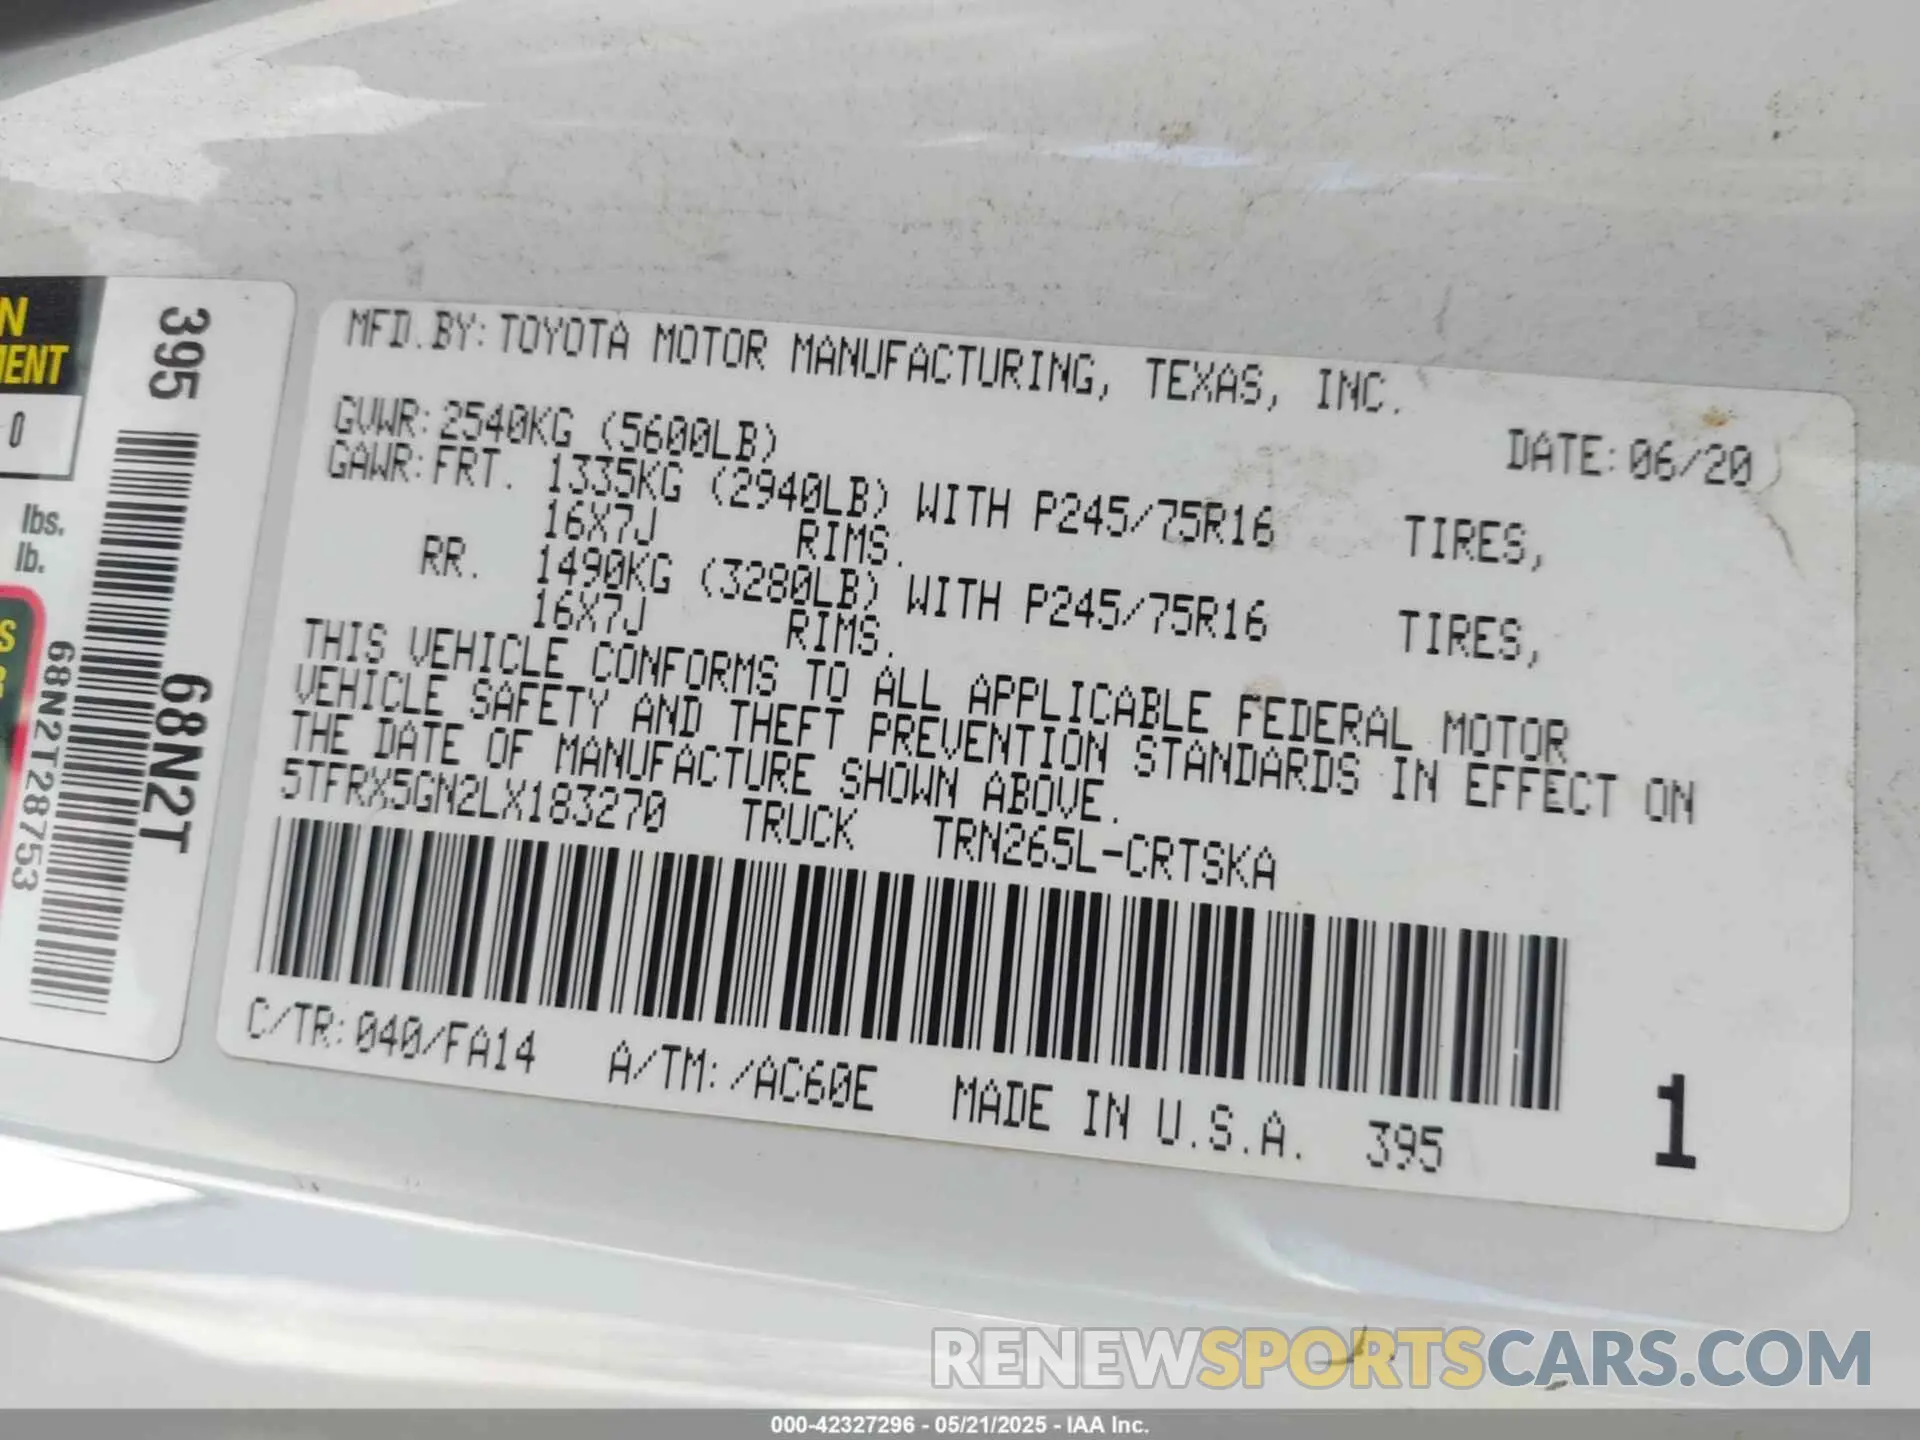 MFD.BY: TOYOTA MOTOR MANUFACTURING, TEXAS, INC.
GVWR: 2540KG (5600LB) DATE: 06/20
GAWR: FRT. 1335KG (2940LB) WITH P245/75R16 TIRES,
16X7J RIMS.
RR. 1490KG (3280LB) WITH P245/75R16 TIRES,
16X7J RIMS.
THIS VEHICLE CONFORMS TO ALL APPLICABLE FEDERAL MOTOR
VEHICLE SAFETY AND THEFT PREVENTION STANDARDS IN EFFECT ON
THE DATE OF MANUFACTURE SHOWN ABOVE.
5TFRX5GN2LX183270 TRUCK TRN265L-CRTSKA
C/TR: 040/FA14 A/TM: /AC60E MADE IN U.S.A. 395
1
395
68N2T
68N2T28753
0
lbs.
lb.
RENEWSPORTSCARS.COM
000-42327296 - 05/21/2025 - IAA Inc.